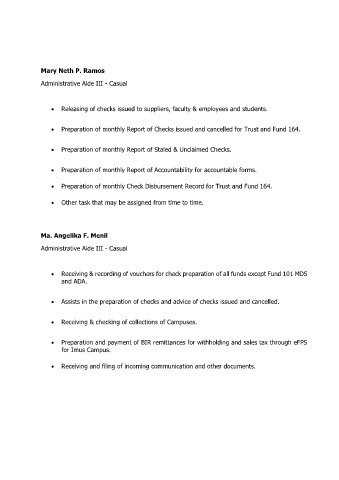 Mary Neth P. Ramos
Administrative Aide III - Casual
• Releasing of checks issued to suppliers, faculty & employees and students.
• Preparation of monthly Report of Checks issued and cancelled for Trust and Fund 164.
• Preparation of monthly Report of Staled & Unclaimed Checks.
• Preparation of monthly Report of Accountability for accountable forms.
• Preparation of monthly Check Disbursement Record for Trust and Fund 164.
• Other task that may be assigned from time to time.
Ma. Angelika F. Menil
Administrative Aide III - Casual
• Receiving & recording of vouchers for check preparation of all funds except Fund 101 MDS
and ADA.
• Assists in the preparation of checks and advice of checks issued and cancelled.
• Receiving & checking of collections of Campuses.
• Preparation and payment of BIR remittances for withholding and sales tax through eFPS
for Imus Campus.
• Receiving and filing of incoming communication and other documents.